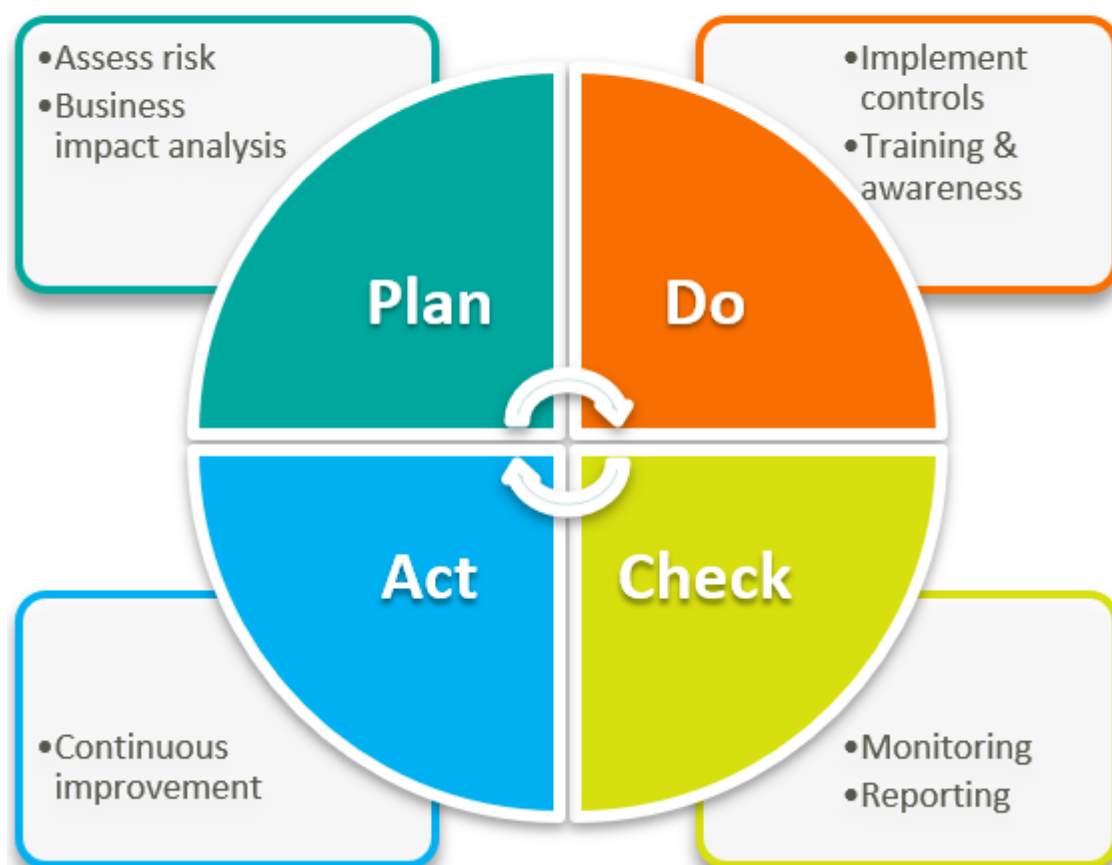 •Assess risk
•Business
impact analysis
Plan
•Implement
controls
•Training &
awareness
Do
Act
•Continuous
improvement
Check
•Monitoring
•Reporting